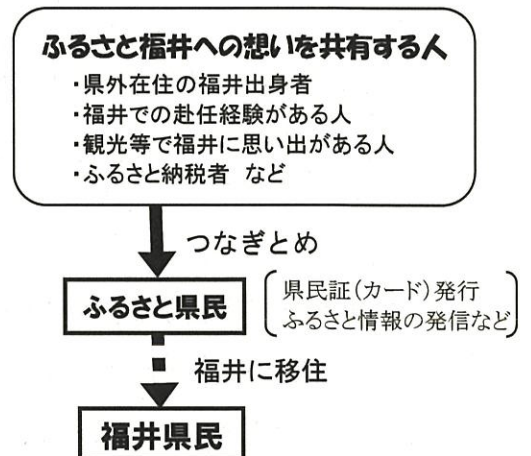 ふるさと福井への想いを共有する人
・県外在住の福井出身者
・福井での赴任経験がある人
・観光等で福井に思い出がある人
・ふるさと納税者 など
つなぎとめ
ふるさと県民
県民証(カード)発行
ふるさと情報の発信など
福井に移住
福井県民